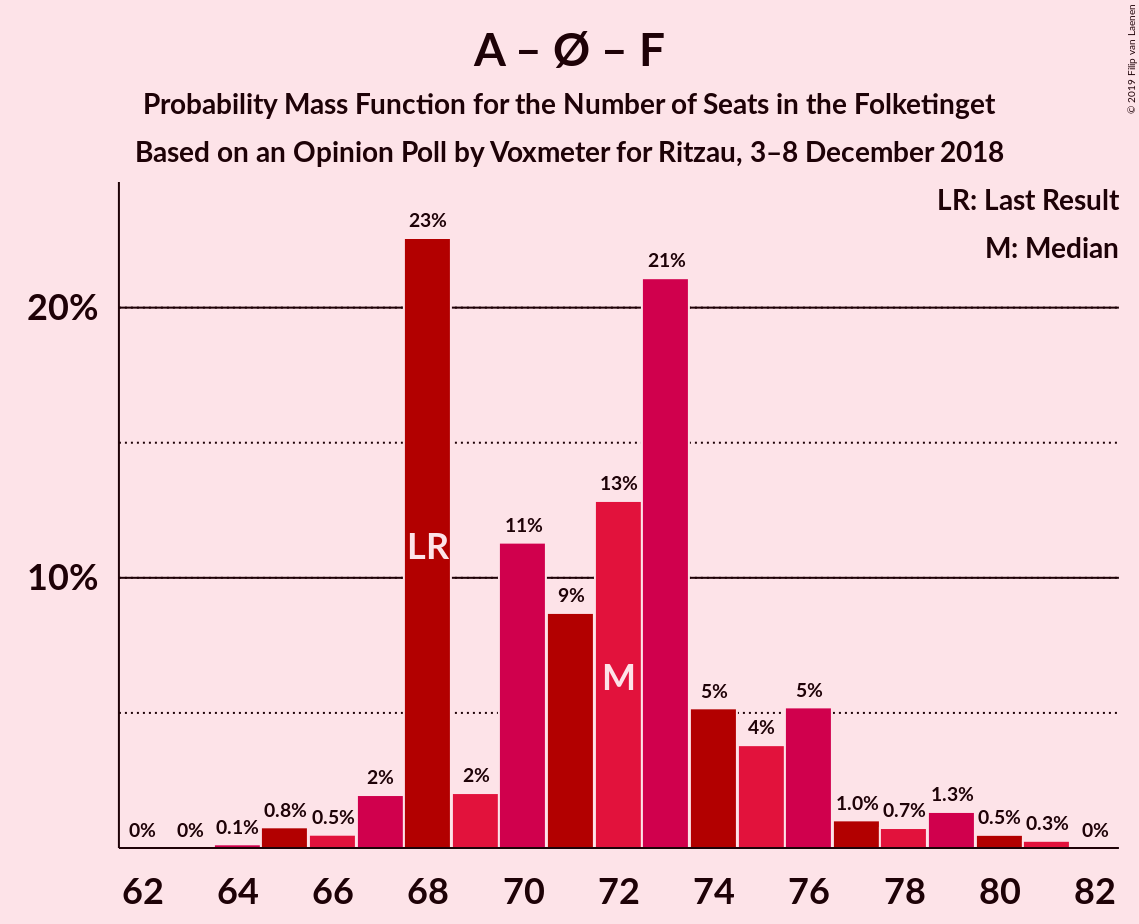 A – Ø – F
Probability Mass Function for the Number of Seats in the Folketinget
Based on an Opinion Poll by Voxmeter for Ritzau, 3–8 December 2018
© 2019 Filip van Laenen
LR: Last Result
M: Median
20%
10%
0%
0%
0.1%
0.8%
0.5%
2%
23%
2%
11%
9%
13%
21%
5%
4%
5%
1.0%
0.7%
1.3%
0.5%
0.3%
0%
LR
M
62 64 66 68 70 72 74 76 78 80 82